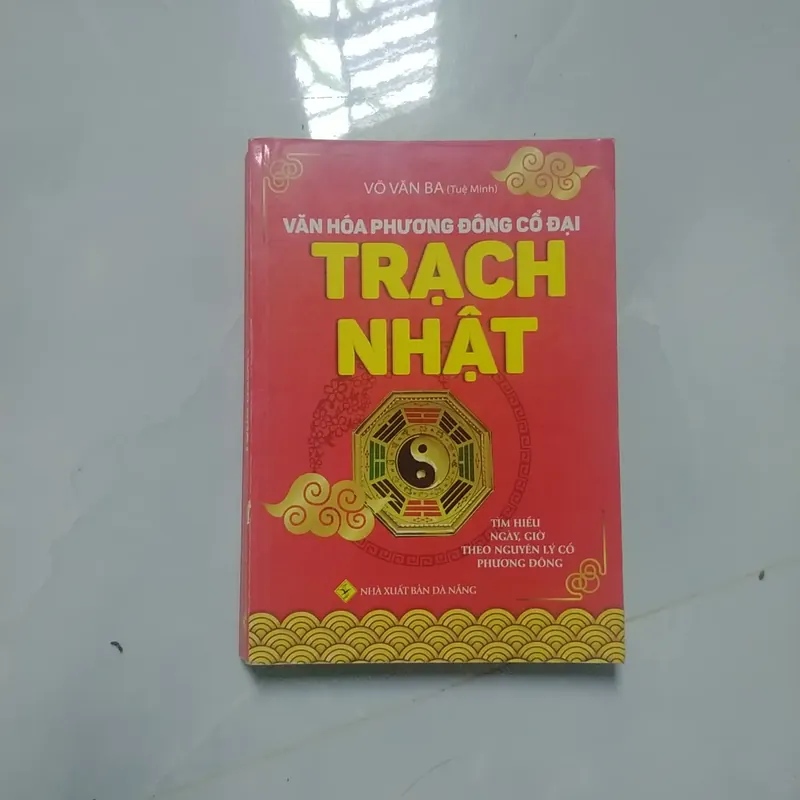 VÕ VĂN BA (Tuệ Minh)
VĂN HÓA PHƯƠNG ĐÔNG CỔ ĐẠI
TRẠCH
NHẬT
TÌM HIỂU
NGÀY, GIỜ
THEO NGUYÊN LÝ CỔ
PHƯƠNG ĐÔNG
NHÀ XUẤT BẢN ĐÀ NẴNG